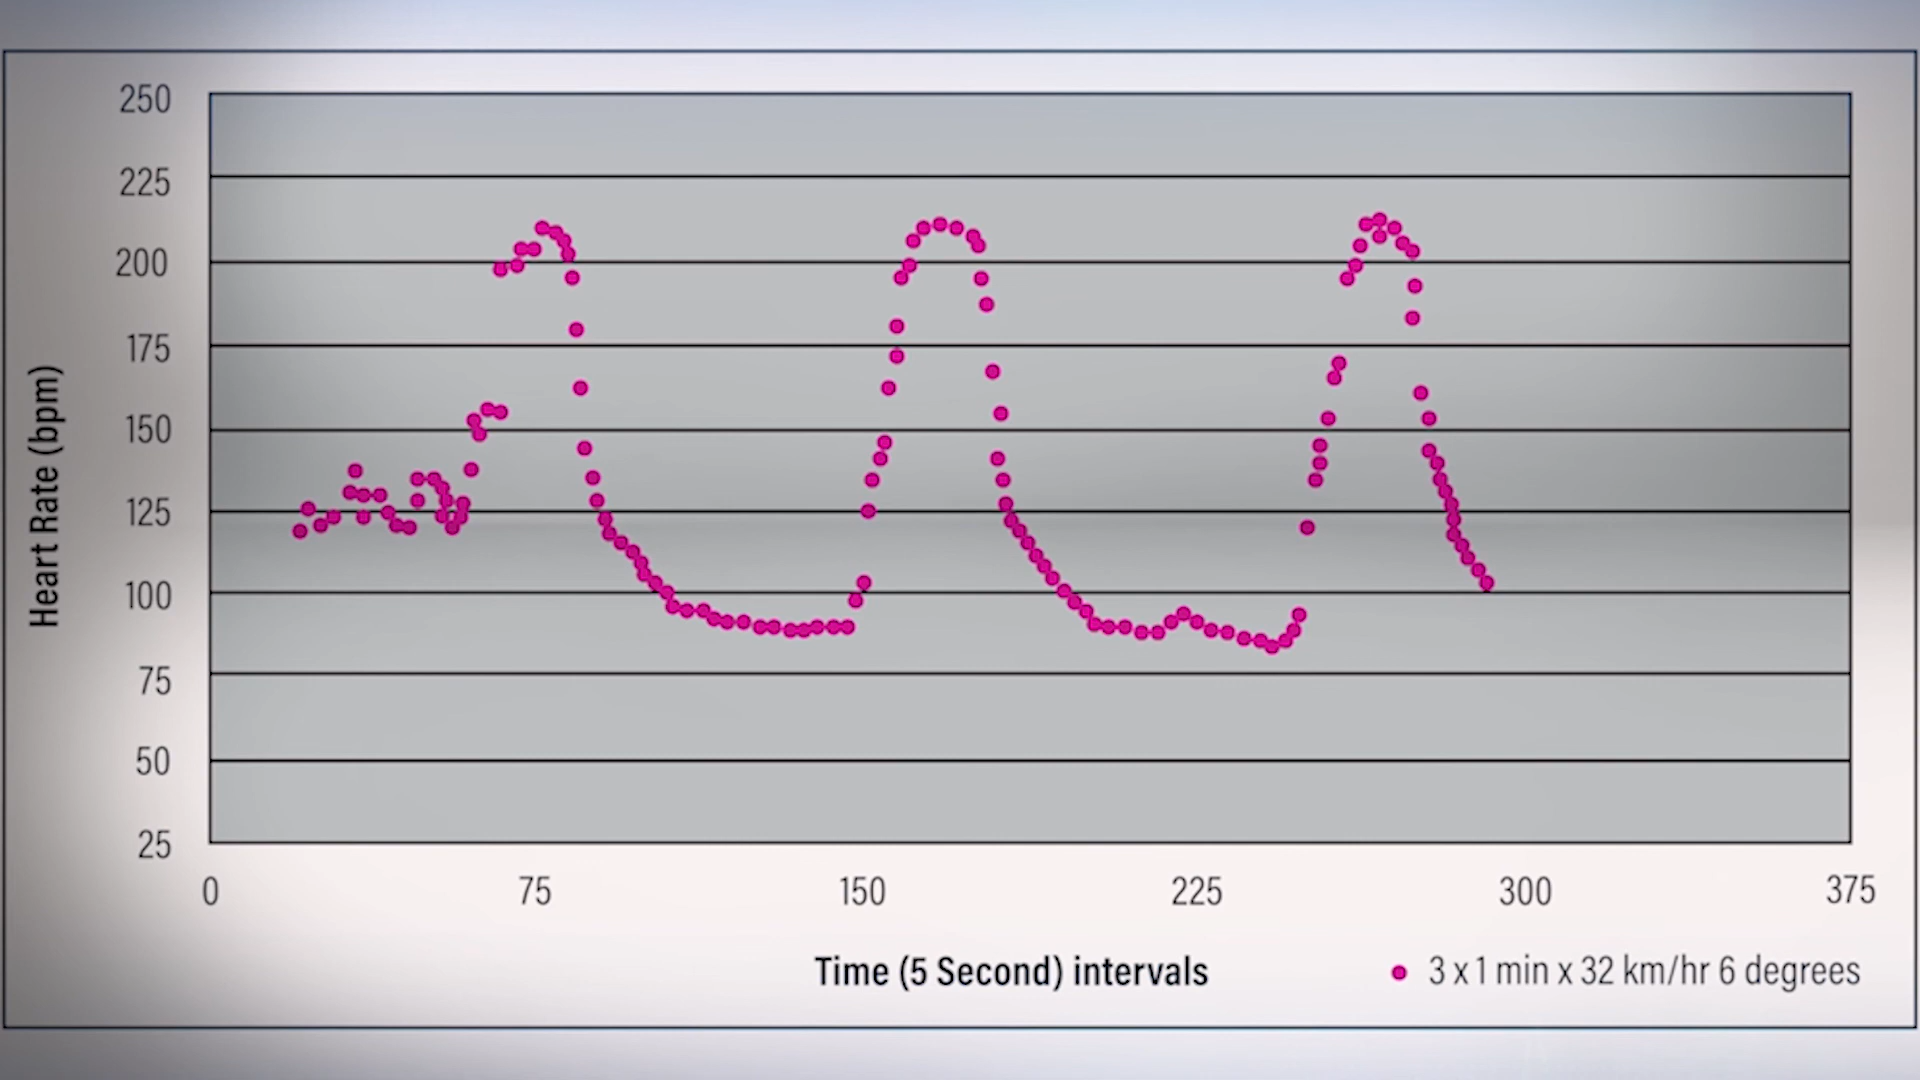 250
225
200
175
150
125
100
75
50
25
Heart Rate (bpm)
0 75 150 225 300 375
Time (5 Second) intervals
3 x 1 min x 32 km/hr 6 degrees